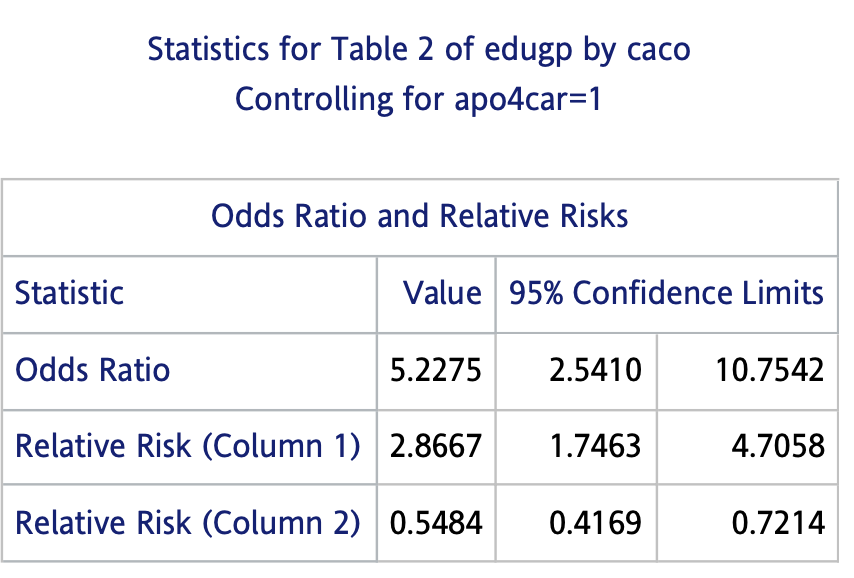 Statistics for Table 2 of edugp by caco
Controlling for apo4car=1
Odds Ratio and Relative Risks
Statistic Value 95% Confidence Limits
Odds Ratio 5.2275 2.5410 10.7542
Relative Risk (Column 1) 2.8667 1.7463 4.7058
Relative Risk (Column 2) 0.5484 0.4169 0.7214